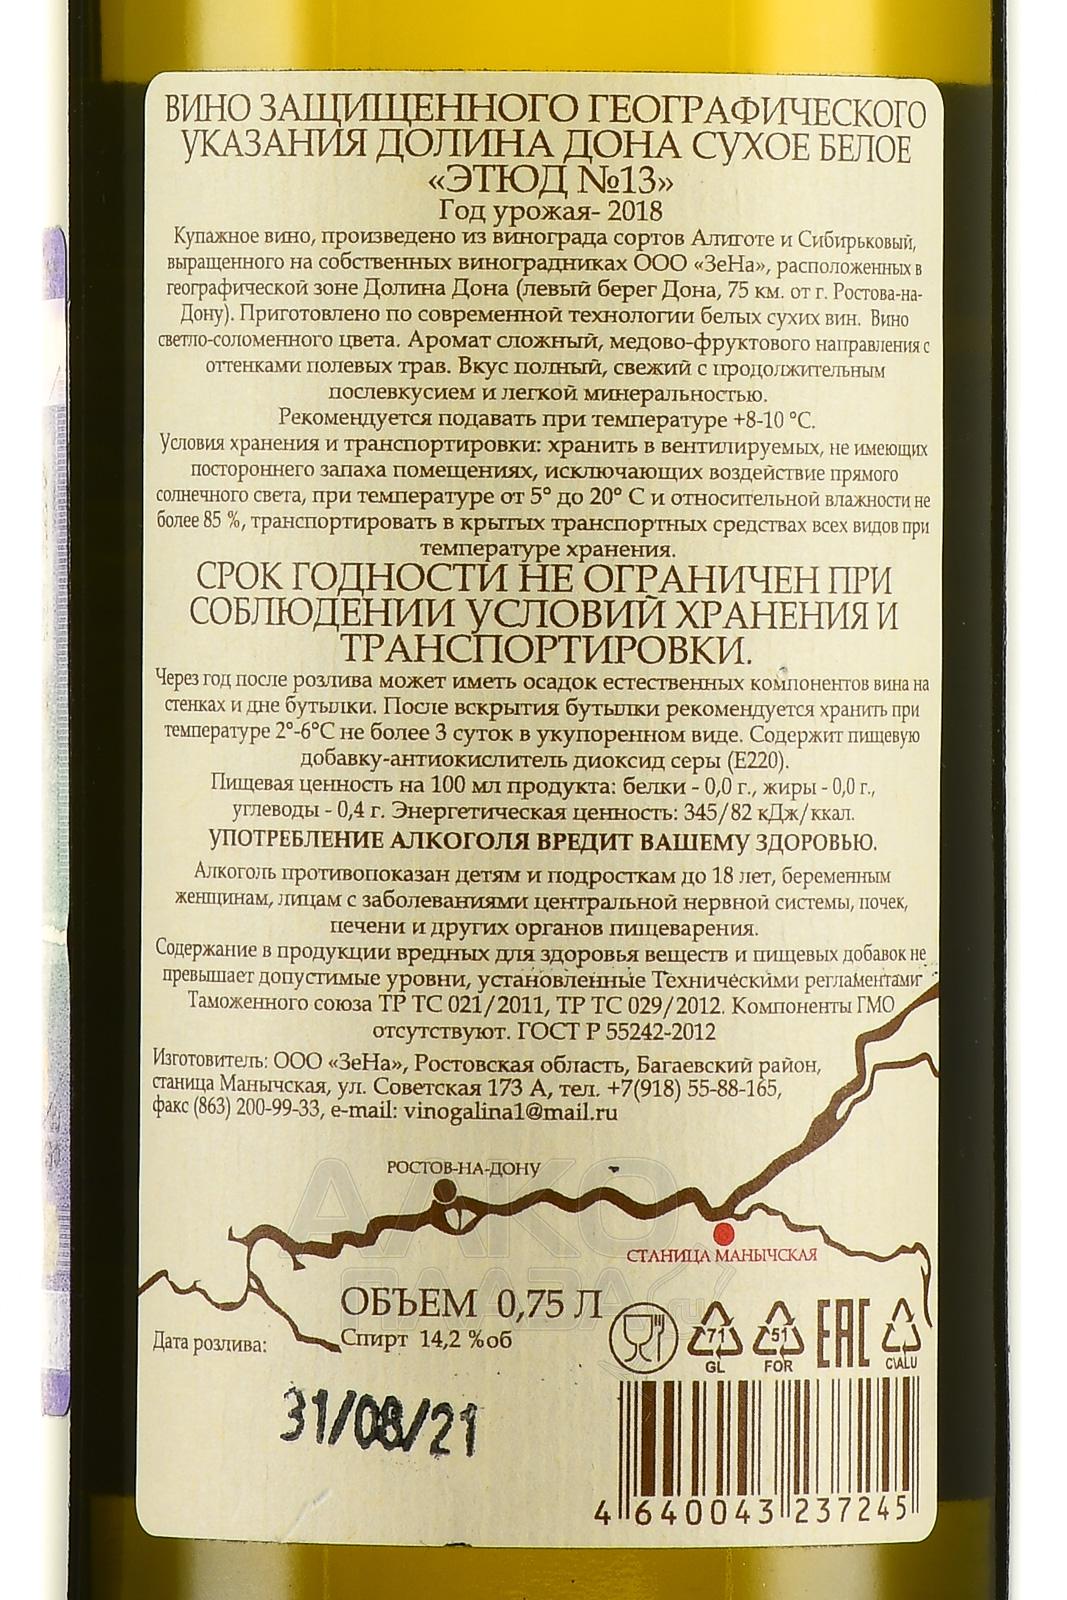 ВИНО ЗАЩИЩЕННОГО ГЕОГРАФИЧЕСКОГО
УКАЗАНИЯ ДОЛИНА ДОНА СУХОЕ БЕЛОЕ
«ЭТЮД №13»
Год урожая- 2018
Купажное вино, произведено из винограда сортов Алиготе и Сибирьковый,
выращенного на собственных виноградниках ООО «ЗеНа», расположенных в
географической зоне Долина Дона (левый берег Дона, 75 км. от г. Ростова-на-
Дону). Приготовлено по современной технологии белых сухих вин. Вино
светло-соломенного цвета. Аромат сложный, медово-фруктового направления с
оттенками полевых трав. Вкус полный, свежий с продолжительным
послевкусием и легкой минеральностью.
Рекомендуется подавать при температуре +8-10 °С.
Условия хранения и транспортировки: хранить в вентилируемых, не имеющих
постороннего запаха помещениях, исключающих воздействие прямого
солнечного света, при температуре от 5° до 20° С и относительной влажности не
более 85 %, транспортировать в крытых транспортных средствах всех видов при
температуре хранения.
СРОК ГОДНОСТИ НЕ ОГРАНИЧЕН ПРИ
СОБЛЮДЕНИИ УСЛОВИЙ ХРАНЕНИЯ И
ТРАНСПОРТИРОВКИ.
Через год после розлива может иметь осадок естественных компонентов вина на
стенках и дне бутылки. После вскрытия бутылки рекомендуется хранить при
температуре 2°-6°С не более 3 суток в укупоренном виде. Содержит пищевую
добавку-антиокислитель диоксид серы (Е220).
Пищевая ценность на 100 мл продукта: белки - 0,0 г., жиры - 0,0 г.,
углеводы - 0,4 г. Энергетическая ценность: 345/82 кДж/ккал.
УПОТРЕБЛЕНИЕ АЛКОГОЛЯ ВРЕДИТ ВАШЕМУ ЗДОРОВЬЮ.
Алкоголь противопоказан детям и подросткам до 18 лет, беременным
женщинам, лицам с заболеваниями центральной нервной системы, почек,
печени и других органов пищеварения.
Содержание в продукции вредных для здоровья веществ и пищевых добавок не
превышает допустимые уровни, установленные Техническими регламентами
Таможенного союза ТР ТС 021/2011, ТР ТС 029/2012. Компоненты ГМО
отсутствуют. ГОСТ Р 55242-2012
Изготовитель: ООО «ЗеНа», Ростовская область, Багаевский район,
станица Манычская, ул. Советская 173 А, тел. +7(918) 55-88-165,
факс (863) 200-99-33, e-mail: vinogalina1@mail.ru
РОСТОВ-НА-ДОНУ
СТАНИЦА МАНЫЧСКАЯ
АЛКО
ПЛАЗА.ru
ОБЪЕМ 0,75 Л
Спирт 14,2 %об
Дата розлива:
31/08/21
71
GL
51
FOR
EAC
C\ALU
4 640043 237245